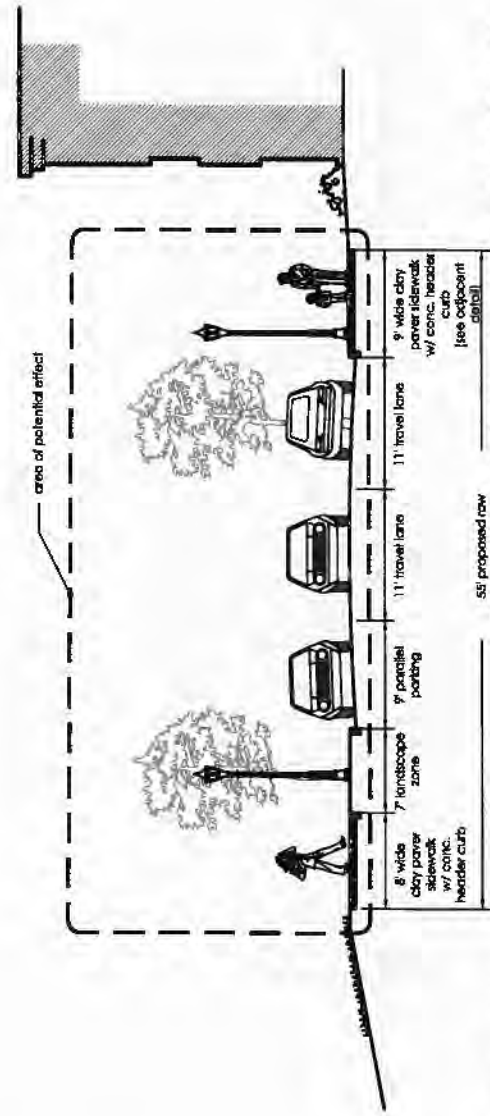 area of potential effect
8' wide
clay paver
sidewalk
w/ conc.
header curb
7' landscape
zone
9' parallel
parking
11' travel lane
11' travel lane
9' wide clay
paver sidewalk
w/ conc. header
curb
(see adjacent
detail)
55' proposed row